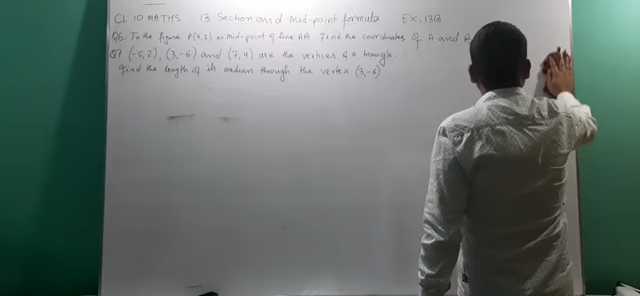 CL 10 MATHS 13 Section and Mid-point formula Ex. 13B
Q6. In the figure P(4,2) is mid-point of line AB. Find the coordinates of A and B.
Q7 (-5,2), (3,-6) and (7,4) are the vertices of a triangle.
Find the length of its median through the vertex (3,-6)